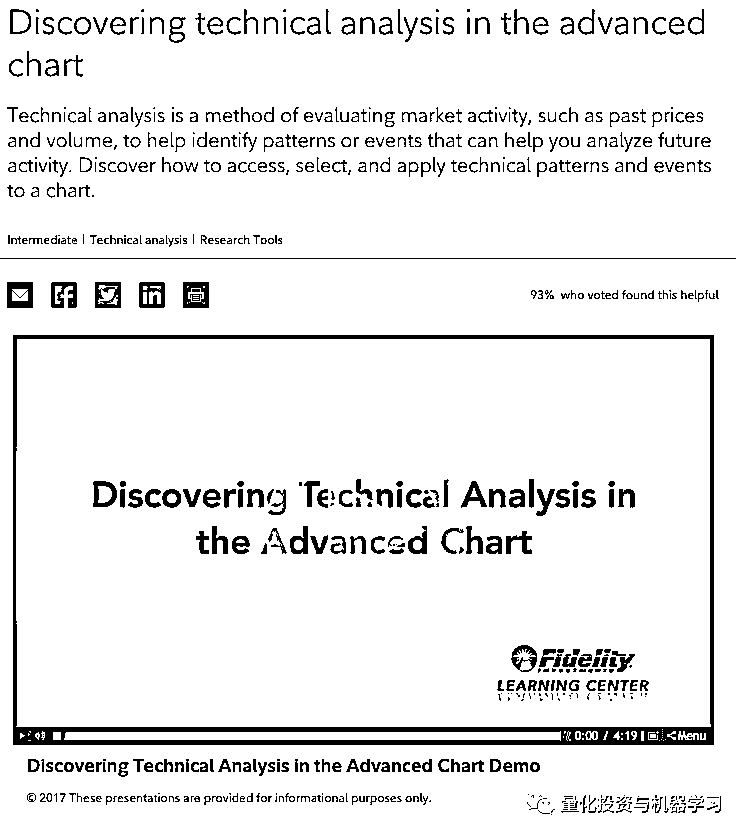 Discovering technical analysis in the advanced
chart
Technical analysis is a method of evaluating market activity, such as past prices
and volume, to help identify patterns or events that can help you analyze future
activity. Discover how to access, select, and apply technical patterns and events
to a chart.
Intermediate | Technical analysis | Research Tools
93% who voted found this helpful
Discovering Technical Analysis in
the Advanced Chart
Fidelity
LEARNING CENTER
0:00 / 4:19 Menu
Discovering Technical Analysis in the Advanced Chart Demo
© 2017 These presentations are provided for informational purposes only.
量化投资与机器学习